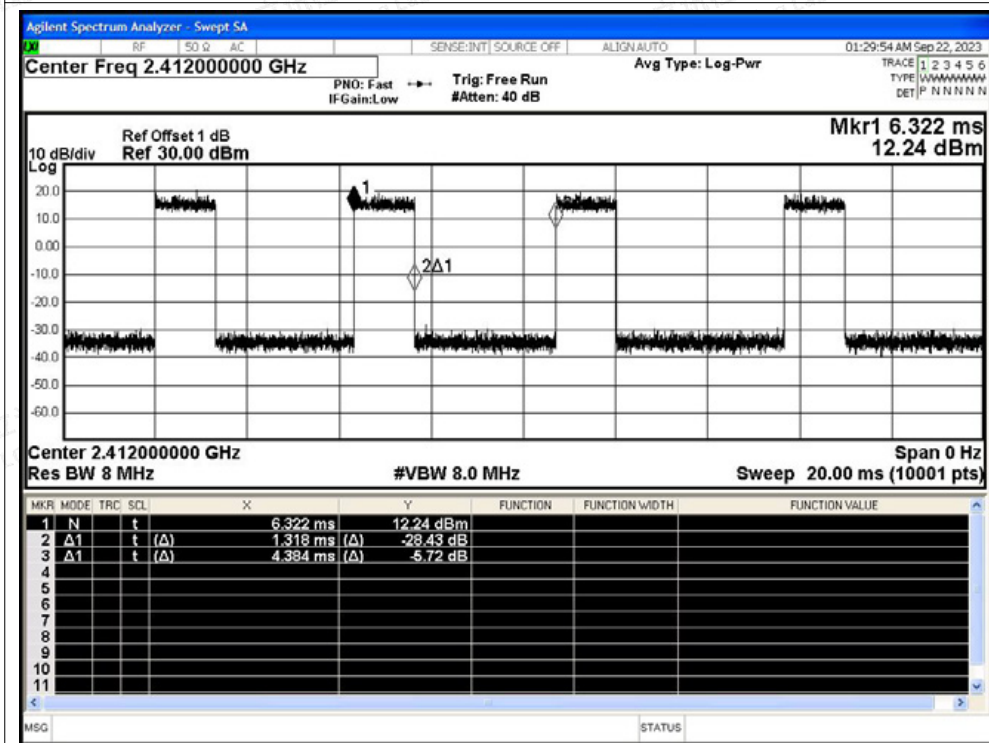 Agilent Spectrum Analyzer - Swept SA
RF 50 Ω AC SENSE:INT SOURCE OFF ALIGN AUTO 01:29:54 AM Sep 22, 2023
Center Freq 2.412000000 GHz Avg Type: Log-Pwr TRACE 1 2 3 4 5 6
PNO: Fast Trig: Free Run TYPE WWWWWW
IFGain:Low #Atten: 40 dB DET P N N N N N
Mkr1 6.322 ms
Ref Offset 1 dB
10 dB/div Ref 30.00 dBm 12.24 dBm
Log
20.0
10.0
0.00
-10.0
-20.0
-30.0
-40.0
-50.0
-60.0
1
2Δ1
Center 2.412000000 GHz Span 0 Hz
Res BW 8 MHz #VBW 8.0 MHz Sweep 20.00 ms (10001 pts)
MKR MODE TRC SCL X Y FUNCTION FUNCTION WIDTH FUNCTION VALUE
1 N t 6.322 ms 12.24 dBm
2 Δ1 t (Δ) 1.318 ms (Δ) -28.43 dB
3 Δ1 t (Δ) 4.384 ms (Δ) -5.72 dB
4
5
6
7
8
9
10
11
MSG STATUS